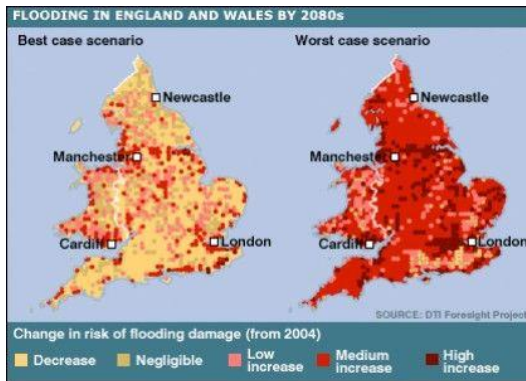 FLOODING IN ENGLAND AND WALES BY 2080s
Best case scenario
Worst case scenario
Newcastle
Newcastle
Manchester
Manchester
Cardiff
London
Cardiff
London
SOURCE: DTI Foresight Project
Change in risk of flooding damage (from 2004)
Decrease
Negligible
Low increase
Medium increase
High increase